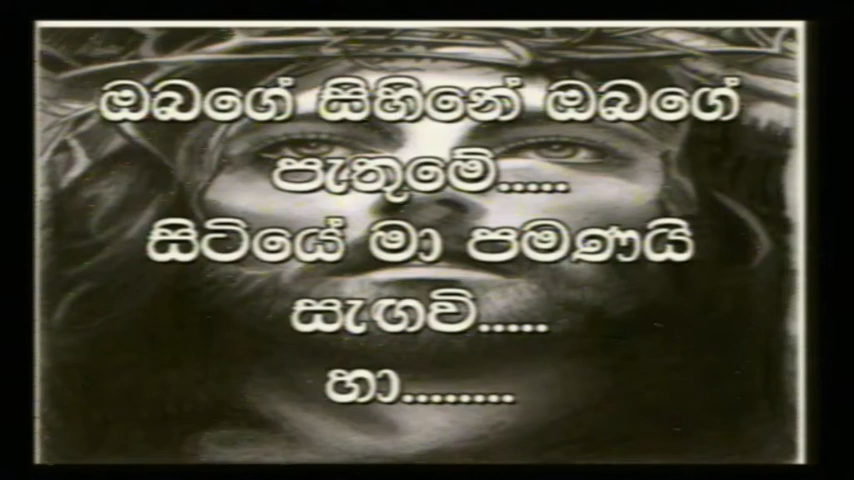 ඔබගේ සිහිනේ ඔබගේ
පැතුමේ.....
සිටියේ මා පමණයි
සැඟවී.....
හා........